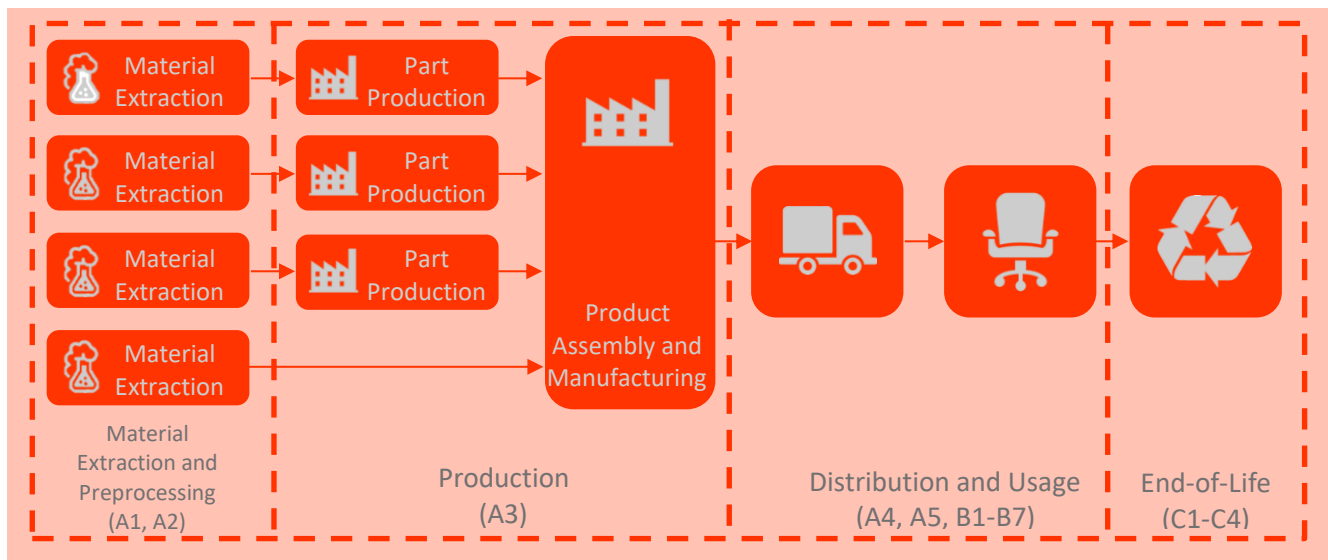 Material
Extraction
Part
Production
Material
Extraction
Part
Production
Material
Extraction
Part
Production
Material
Extraction
Product
Assembly and
Manufacturing
Material
Extraction and
Preprocessing
(A1, A2)
Production
(A3)
Distribution and Usage
(A4, A5, B1-B7)
End-of-Life
(C1-C4)